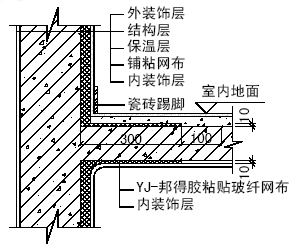 外装饰层
结构层
保温层
铺粘网布
内装饰层
瓷砖踢脚
室内地面
10
300
100
10
YJ-邦得胶粘贴玻纤网布
内装饰层